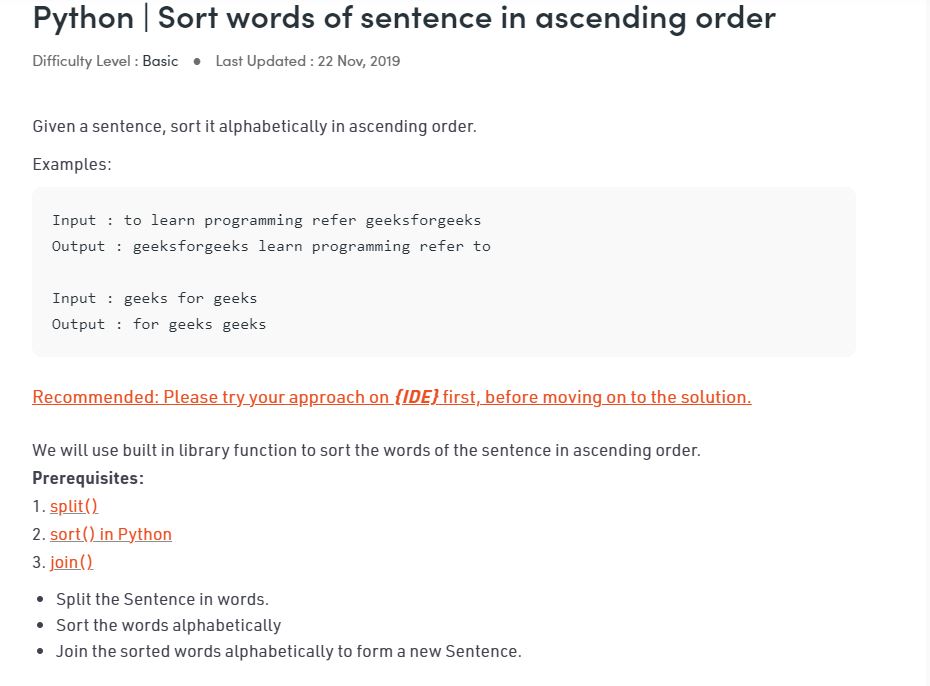 Python | Sort words of sentence in ascending order
Difficulty Level : Basic ● Last Updated : 22 Nov, 2019
Given a sentence, sort it alphabetically in ascending order.
Examples:
Input : to learn programming refer geeksforgeeks
Output : geeksforgeeks learn programming refer to
Input : geeks for geeks
Output : for geeks geeks
Recommended: Please try your approach on {IDE} first, before moving on to the solution.
We will use built in library function to sort the words of the sentence in ascending order.
Prerequisites:
1. split()
2. sort() in Python
3. join()
• Split the Sentence in words.
• Sort the words alphabetically
• Join the sorted words alphabetically to form a new Sentence.